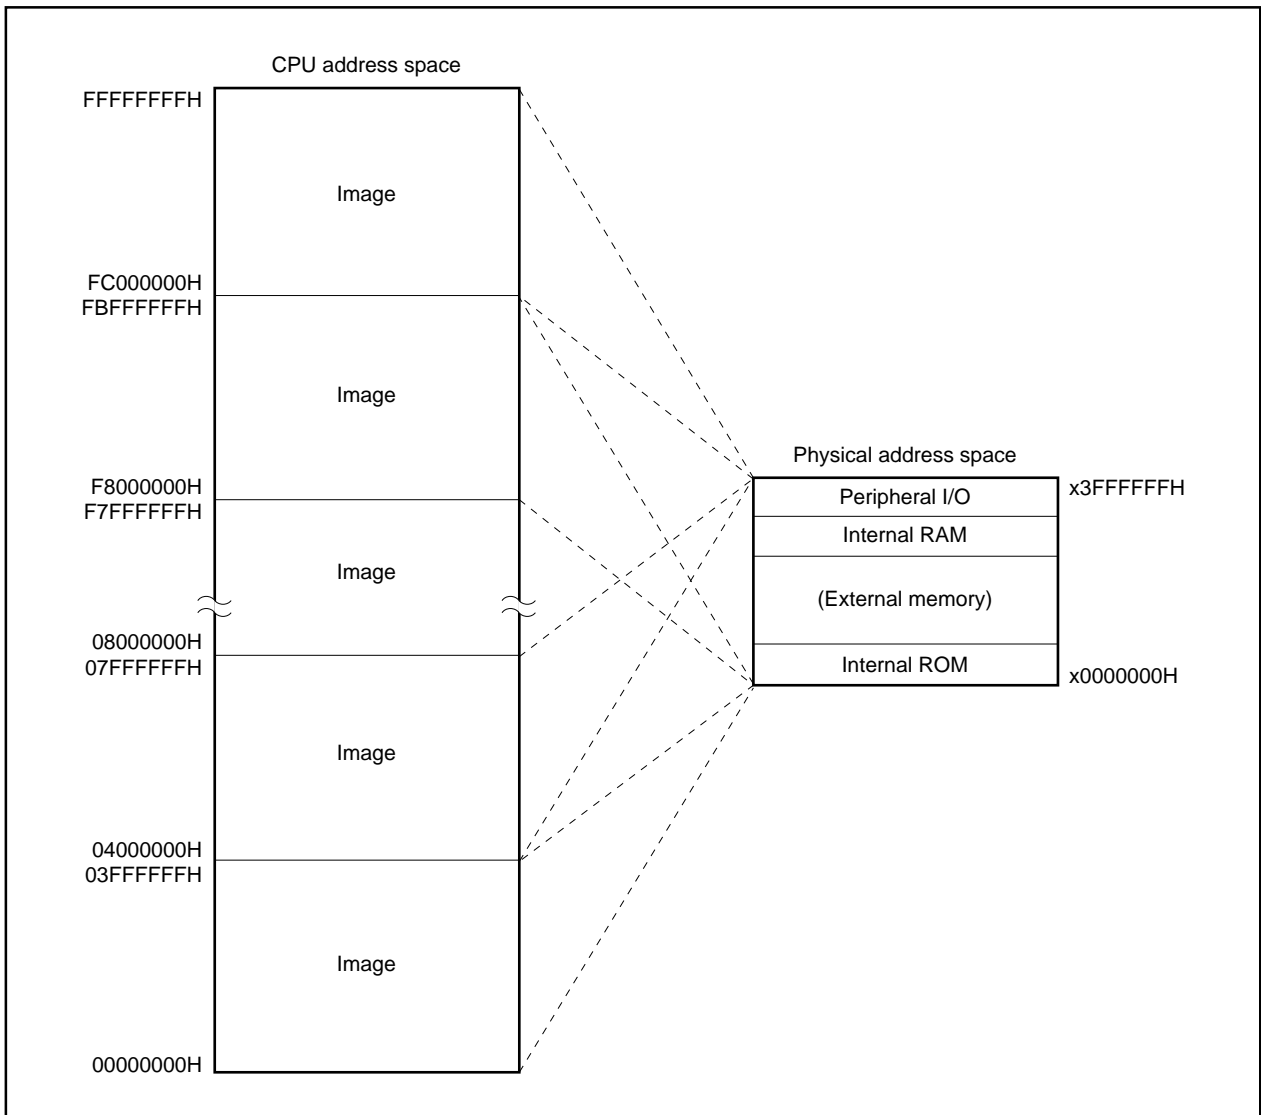 CPU address space
FFFFFFFFH
Image
FC000000H
FBFFFFFFH
Image
F8000000H
F7FFFFFFH
Image
08000000H
07FFFFFFH
Image
04000000H
03FFFFFFH
Image
00000000H
Physical address space
Peripheral I/O
x3FFFFFFH
Internal RAM
(External memory)
Internal ROM
x0000000H